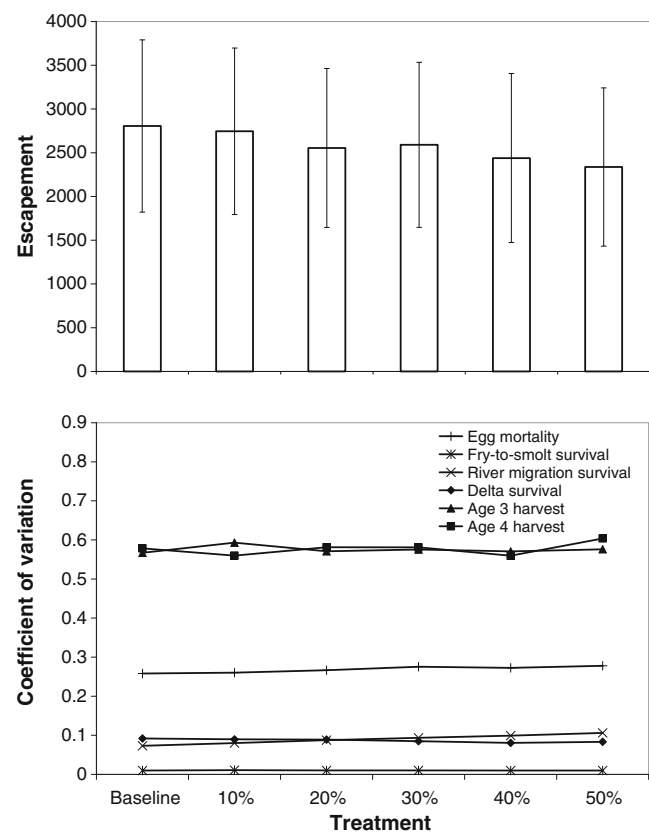 4000
3500
3000
2500
2000
1500
1000
500
0
Escapement
0.9
0.8
0.7
0.6
0.5
0.4
0.3
0.2
0.1
0
Coefficient of variation
Egg mortality
Fry-to-smolt survival
River migration survival
Delta survival
Age 3 harvest
Age 4 harvest
Baseline 10% 20% 30% 40% 50%
Treatment